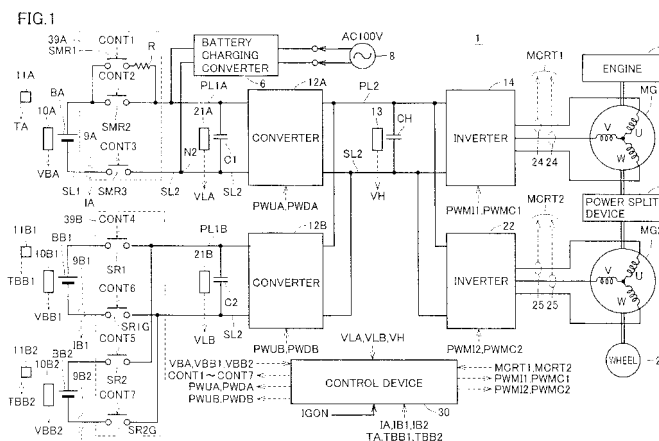 FIG.1
39A
SMR1
CONT1
R
CONT2
BATTERY
CHARGING
CONVERTER
6
AC100V
8
1
MCRT1
ENGINE
11A
TA
10A
VBA
BA
9A
SMR2
CONT3
SL1
IA
SMR3
SL2
PL1A
21A
N2
VLA
C1
SL2
12A
CONVERTER
PWUA,PWDA
PL2
13
CH
SL2
VH
14
INVERTER
PWMI1,PWMC1
24 24
MG
U
V
W
POWER SPLIT
DEVICE
39B
CONT4
11B1
TBB1
10B1
VBB1
BB1
9B1
SR1
CONT6
SR1G
IB1
CONT5
PL1B
21B
VLB
C2
SL2
12B
CONVERTER
PWUB,PWDB
22
INVERTER
PWMI2,PWMC2
MCRT2
25 25
MG2
V
U
W
WHEEL
2
11B2
TBB2
10B2
VBB2
BB2
9B2
SR2
CONT7
SR2G
VLA,VLB,VH
VBA,VBB1,VBB2
CONT1~CONT7
PWUA,PWDA
PWUB,PWDB
CONTROL DEVICE
30
IGON
IA,IB1,IB2
TA,TBB1,TBB2
MCRT1,MCRT2
PWMI1,PWMC1
PWMI2,PWMC2